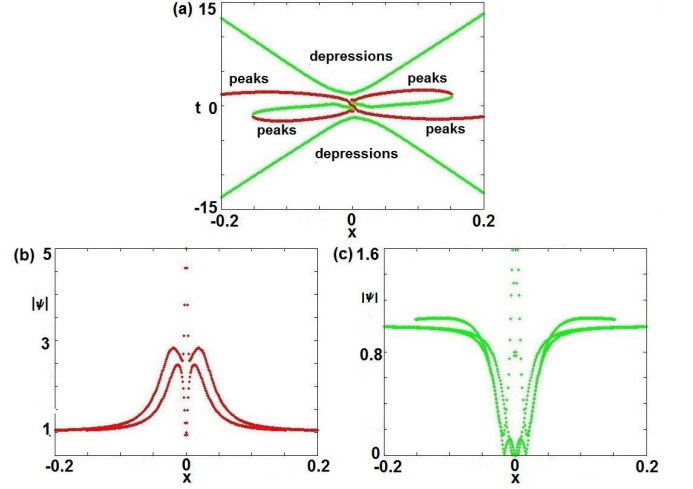 (a)
15
depressions
peaks
peaks
t 0
peaks
peaks
depressions
-15
-0.2
0
0.2
x
(b)
5
|ψ|
3
1
-0.2
0
0.2
x
(c)
1.6
|ψ|
0.8
0
-0.2
0
0.2
x